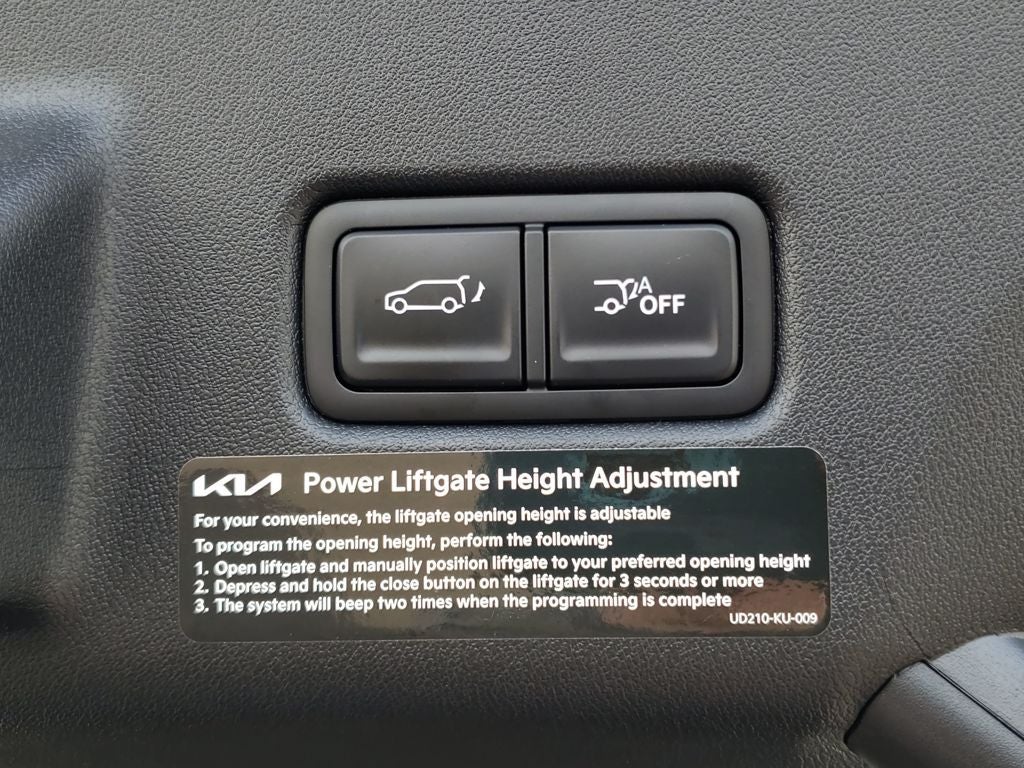 A
OFF
KIA Power Liftgate Height Adjustment
For your convenience, the liftgate opening height is adjustable
To program the opening height, perform the following:
1. Open liftgate and manually position liftgate to your preferred opening height
2. Depress and hold the close button on the liftgate for 3 seconds or more
3. The system will beep two times when the programming is complete
UD210-KU-009